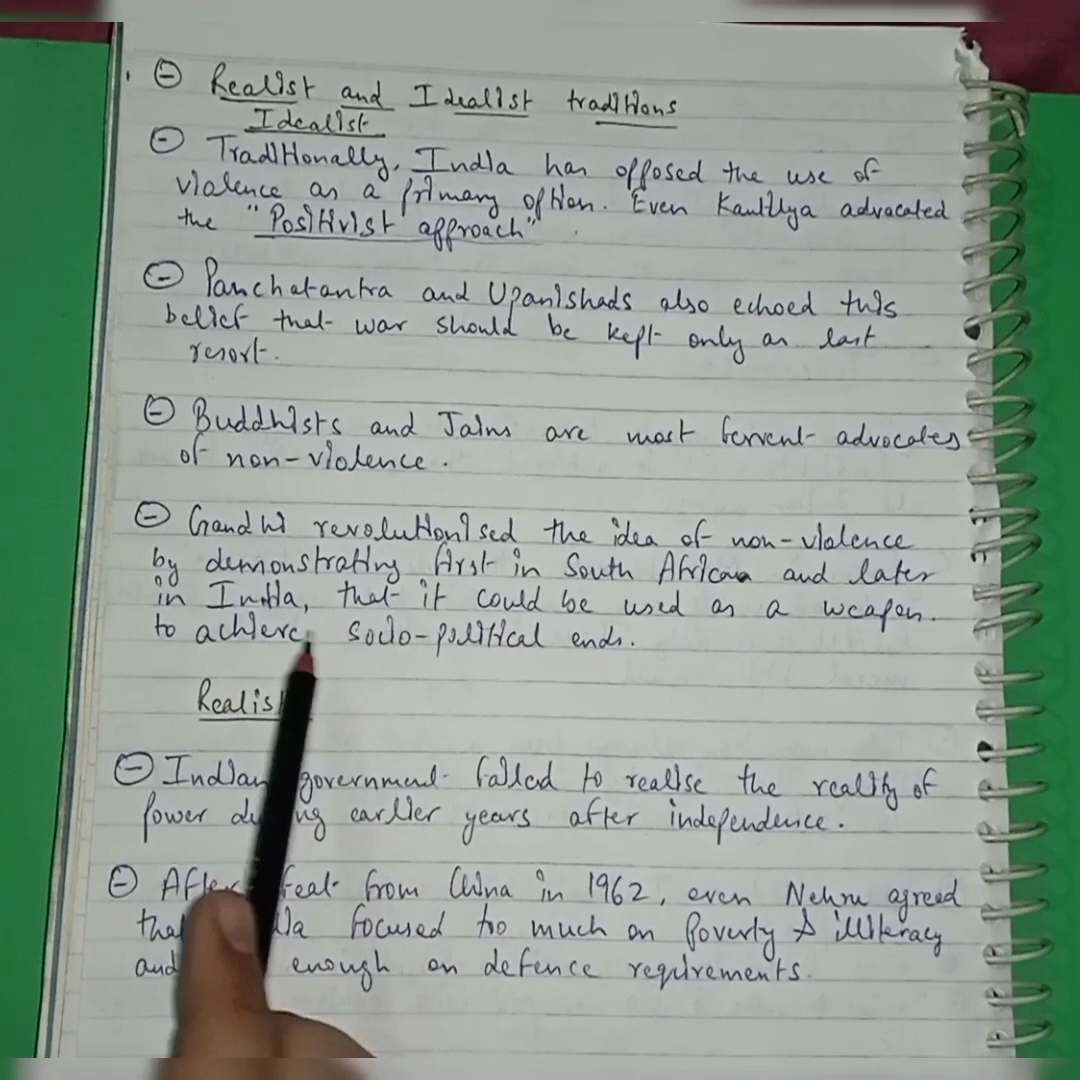 Realist and Idealist traditions
Idealist
Traditionally, India has opposed the use of
violence as a primary option. Even Kautilya advocated
the "Positivist approach".
Panchatantra and Upanishads also echoed this
belief that war should be kept only as last
resort.
Buddhists and Jains are most fervent advocates
of non-violence.
Gandhi revolutionised the idea of non-violence
by demonstrating first in South Africa and later
in India, that it could be used as a weapon.
to achieve socio-political ends.
Realis
Indian government failed to realise the reality of
power during earlier years after independence.
After feat from China in 1962, even Nehru agreed
focused too much on Poverty & illiteracy
and enough on defence requirements.